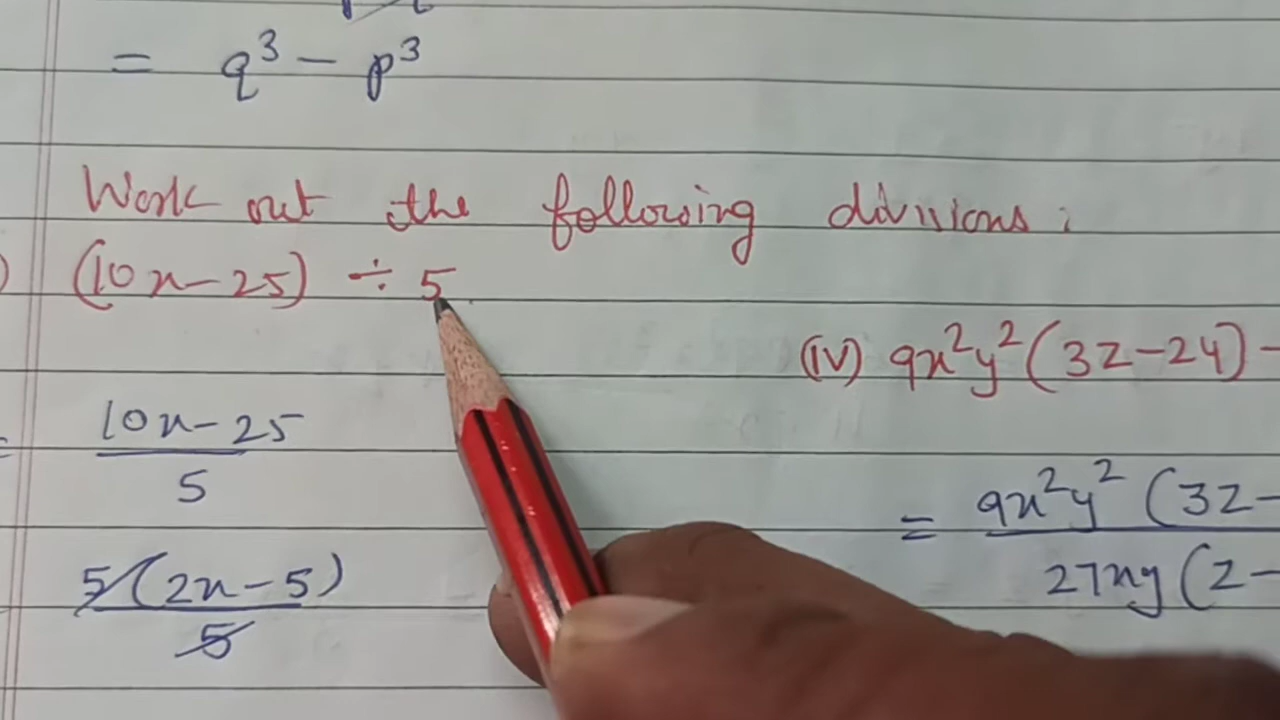 = q³ - p³
Work out the following divisions :
) (10x-25) ÷ 5
= 10x-25
5
5(2x-5)
5
(iv) 9x²y²(3z-24) -
= 9x²y² (3z-
27xy(z-